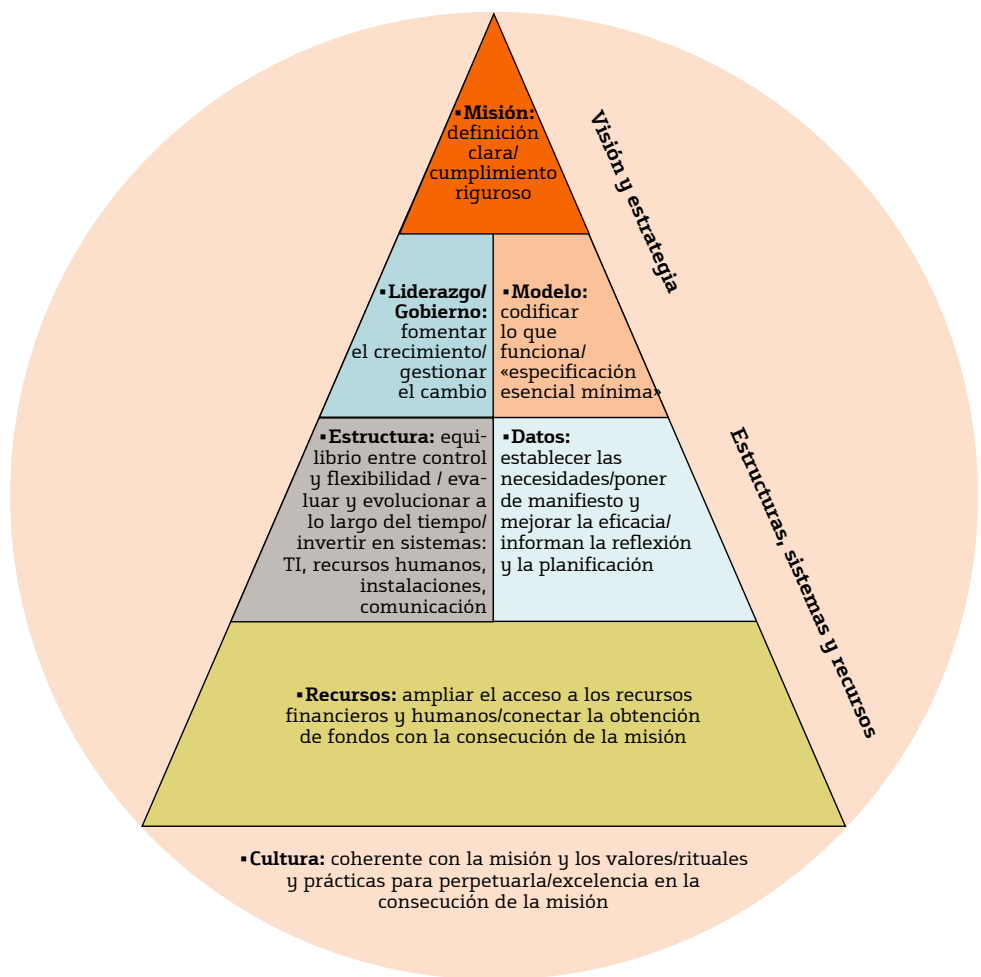 ▪Misión:
definición
clara/
cumplimiento
riguroso
Visión y estrategia
▪Liderazgo/
Gobierno:
fomentar
el crecimiento/
gestionar
el cambio
▪Modelo:
codificar
lo que
funciona/
«especificación
esencial mínima»
▪Estructura: equi-
librio entre control
y flexibilidad / eva-
luar y evolucionar a
lo largo del tiempo/
invertir en sistemas:
TI, recursos humanos,
instalaciones,
comunicación
▪Datos:
establecer las
necesidades/poner
de manifiesto y
mejorar la eficacia/
informan la reflexión
y la planificación
Estructuras, sistemas y recursos
▪Recursos: ampliar el acceso a los recursos
financieros y humanos/conectar la obtención
de fondos con la consecución de la misión
▪Cultura: coherente con la misión y los valores/rituales
y prácticas para perpetuarla/excelencia en la
consecución de la misión